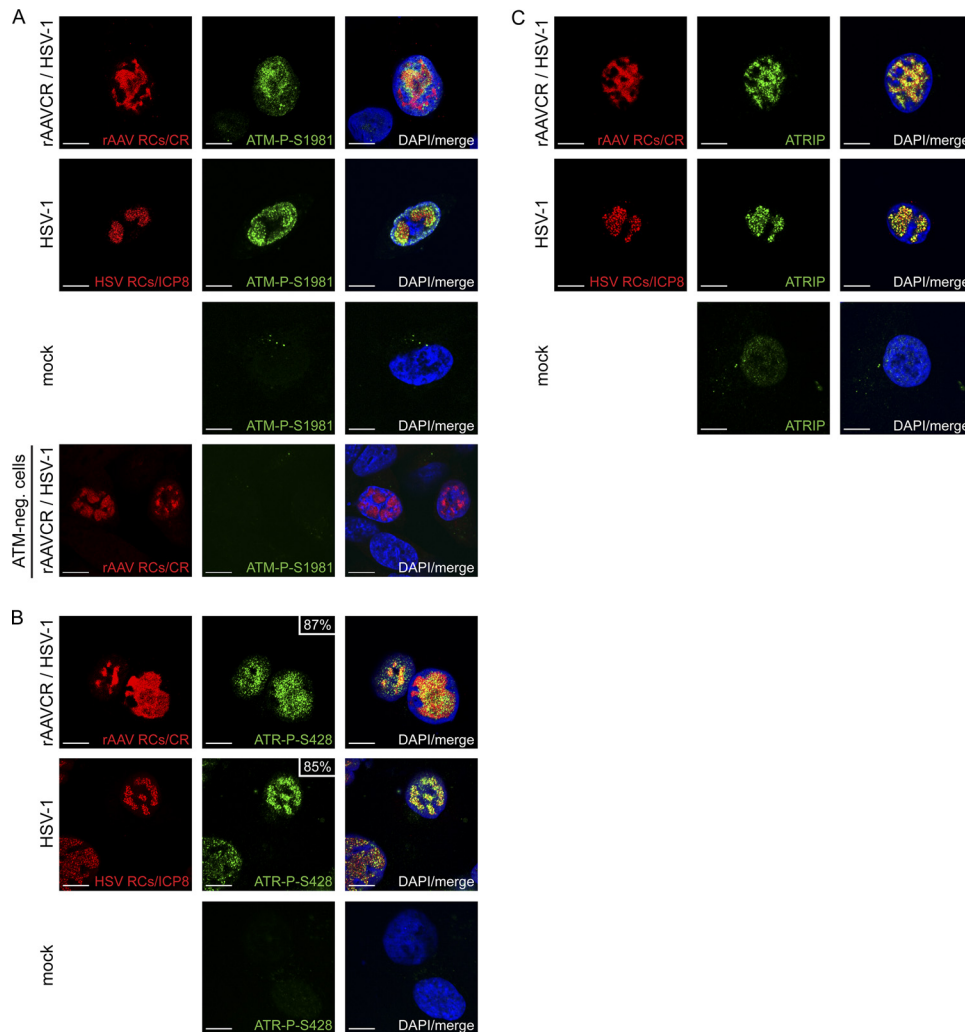 A
rAAVCR / HSV-1
rAAV RCs/CR
ATM-P-S1981
DAPI/merge
HSV-1
HSV RCs/ICP8
ATM-P-S1981
DAPI/merge
mock
ATM-P-S1981
DAPI/merge
ATM-neg. cells
rAAVCR / HSV-1
rAAV RCs/CR
ATM-P-S1981
DAPI/merge
B
rAAVCR / HSV-1
rAAV RCs/CR
87%
ATR-P-S428
DAPI/merge
HSV-1
HSV RCs/ICP8
85%
ATR-P-S428
DAPI/merge
mock
ATR-P-S428
DAPI/merge
C
rAAVCR / HSV-1
rAAV RCs/CR
ATRIP
DAPI/merge
HSV-1
HSV RCs/ICP8
ATRIP
DAPI/merge
mock
ATRIP
DAPI/merge